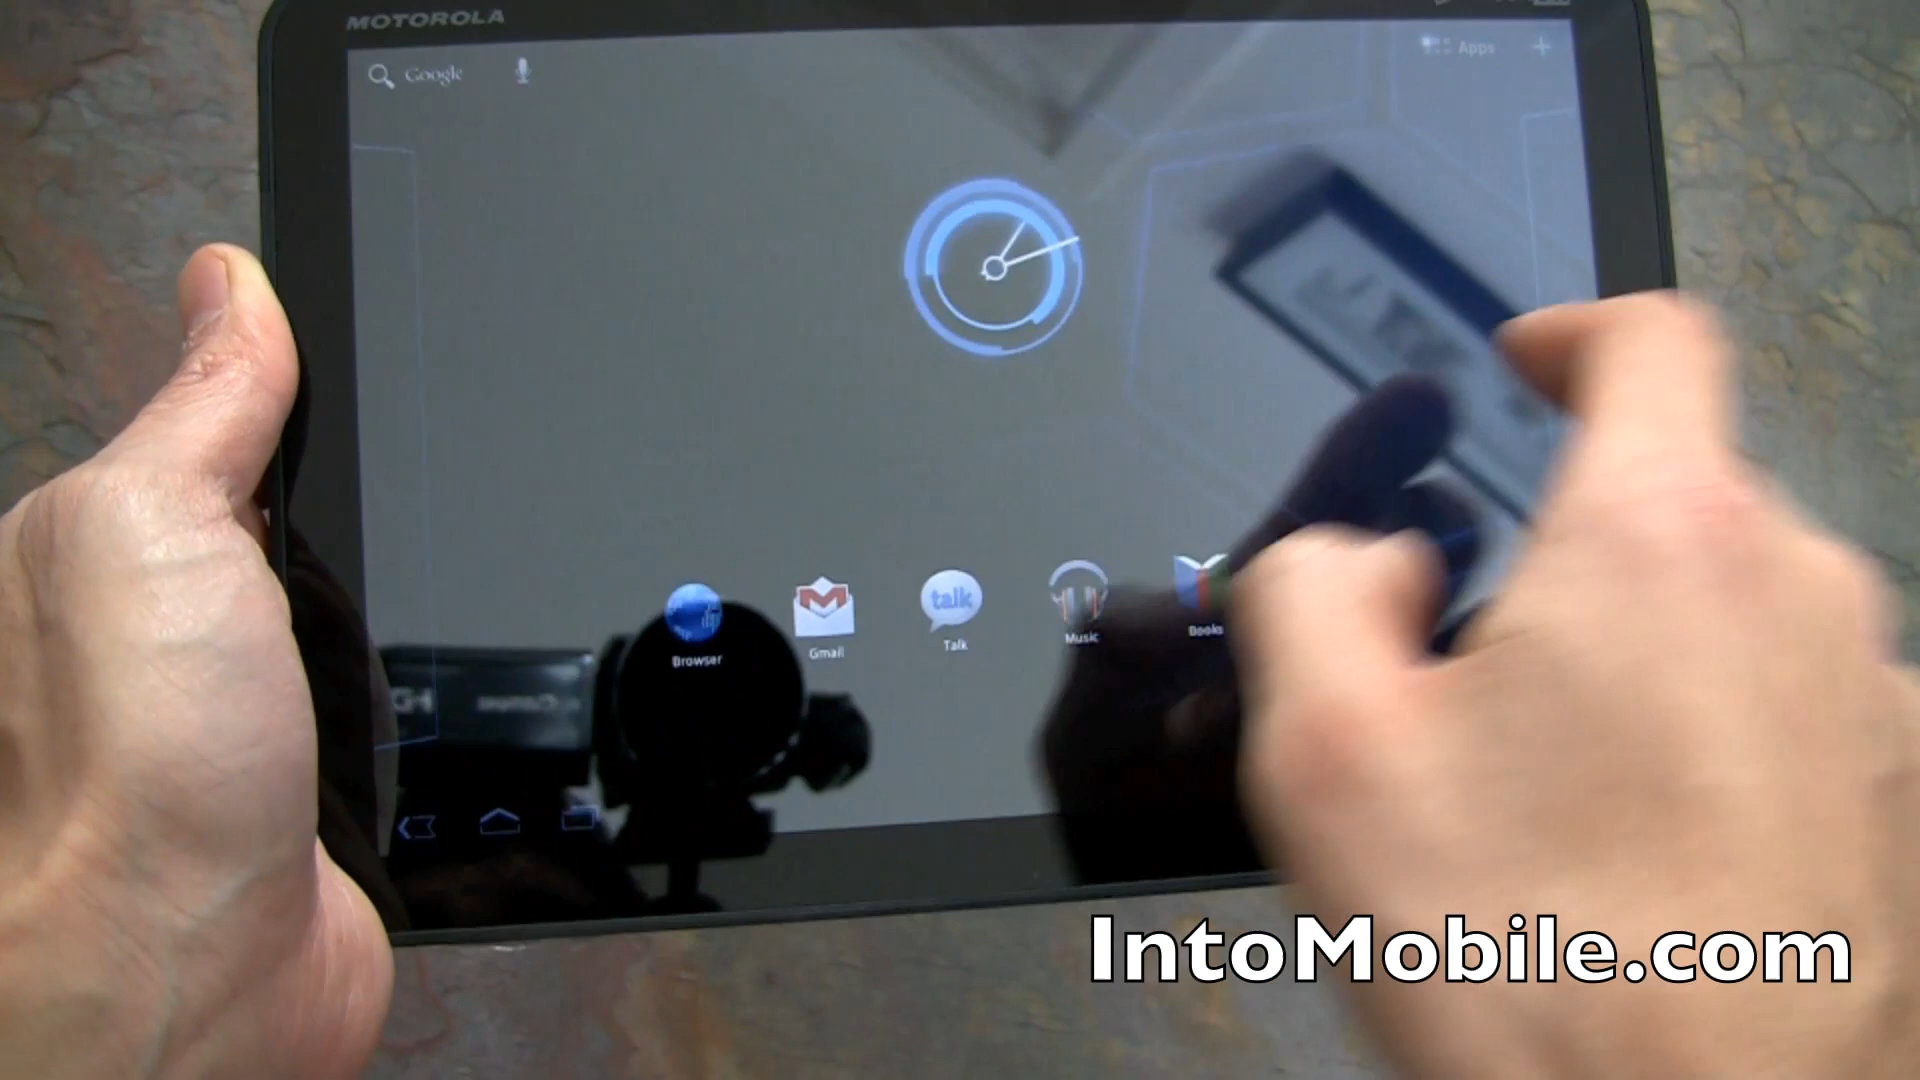 MOTOROLA
Google
Apps
Browser
Gmail
talk
Talk
Music
Books
IntoMobile.com